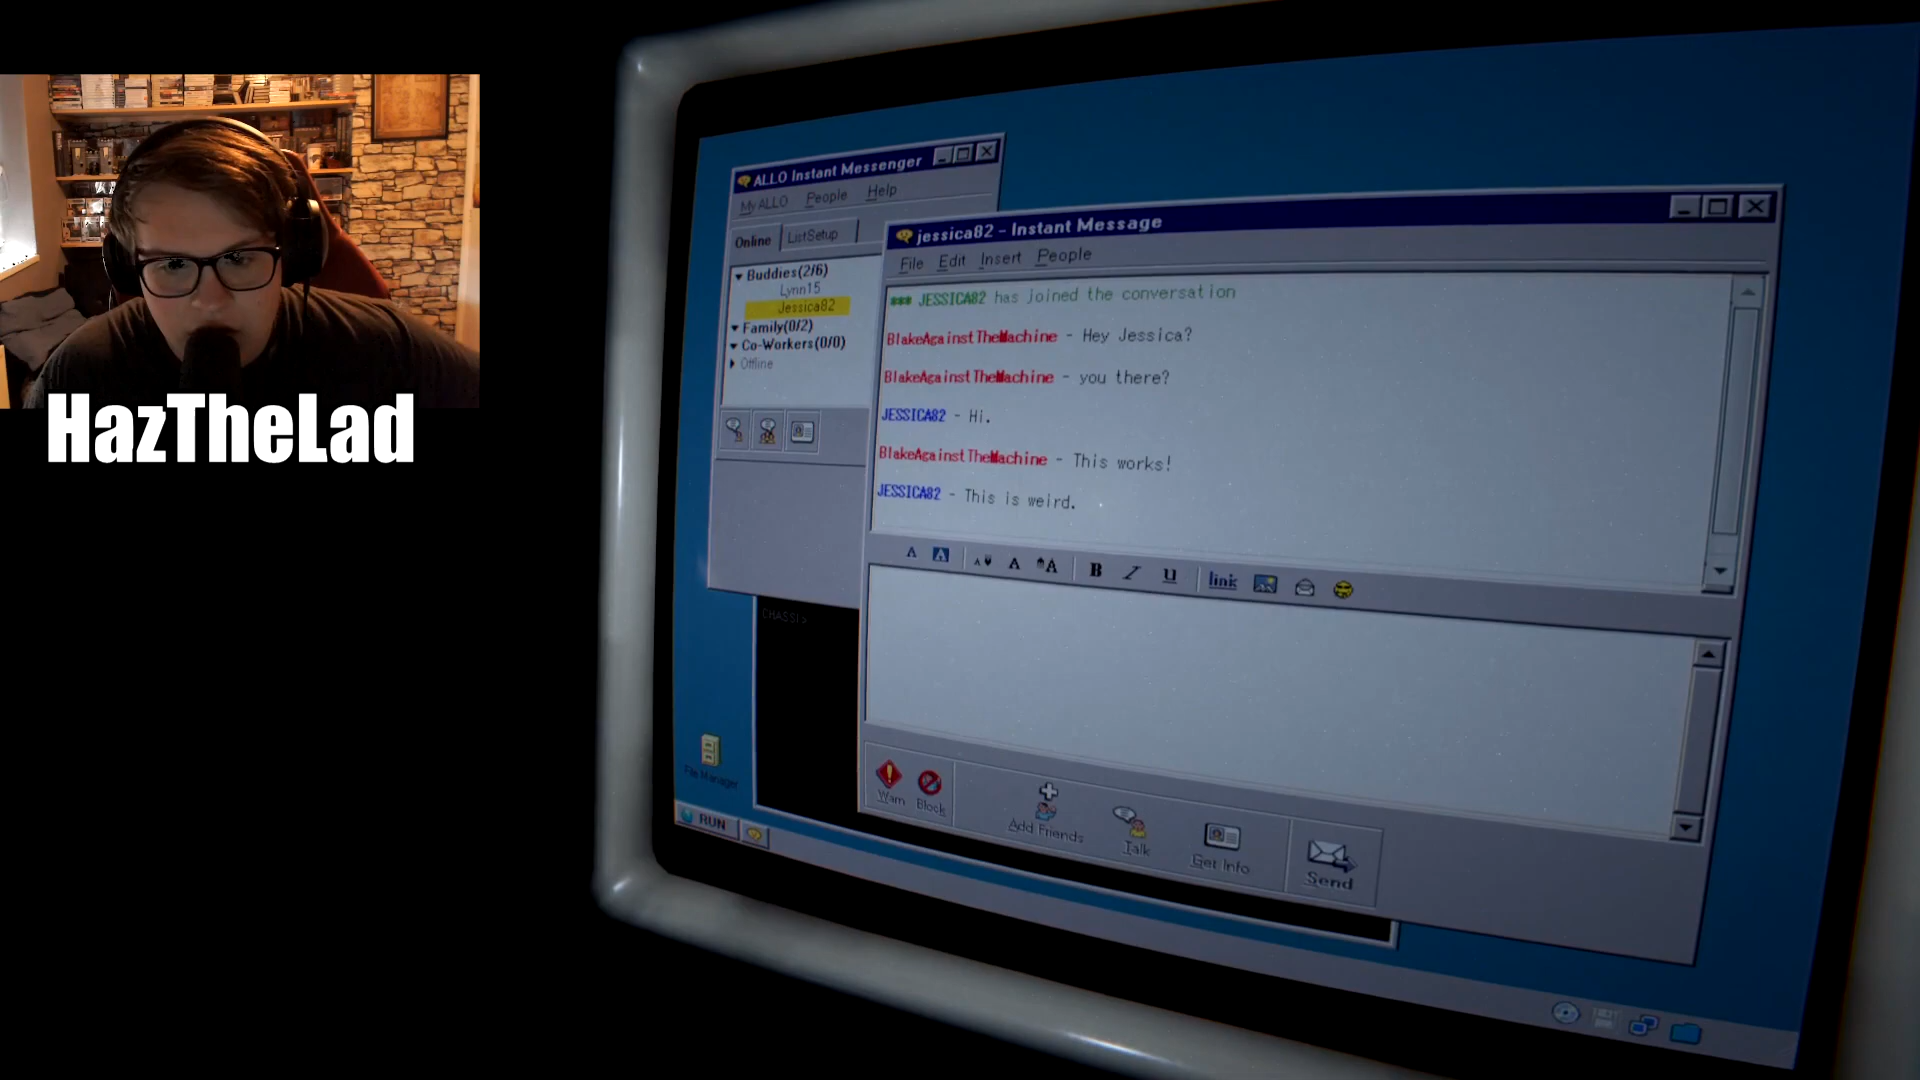 HazTheLad
ALLO Instant Messenger
My ALLO People Help
Online ListSetup
Buddies(2/6)
Lynn15
Jessica82
Family(0/2)
Co-Workers(0/0)
Offline
jessica82 - Instant Message
File Edit Insert People
*** JESSICA82 has joined the conversation
BlakeAgainstTheMachine - Hey Jessica?
BlakeAgainstTheMachine - you there?
JESSICA82 - Hi.
BlakeAgainstTheMachine - This works!
JESSICA82 - This is weird.
A A A A A B I U link
CHASSI>
Warn Block Add Friends Talk Get Info Send
File Manager
RUN